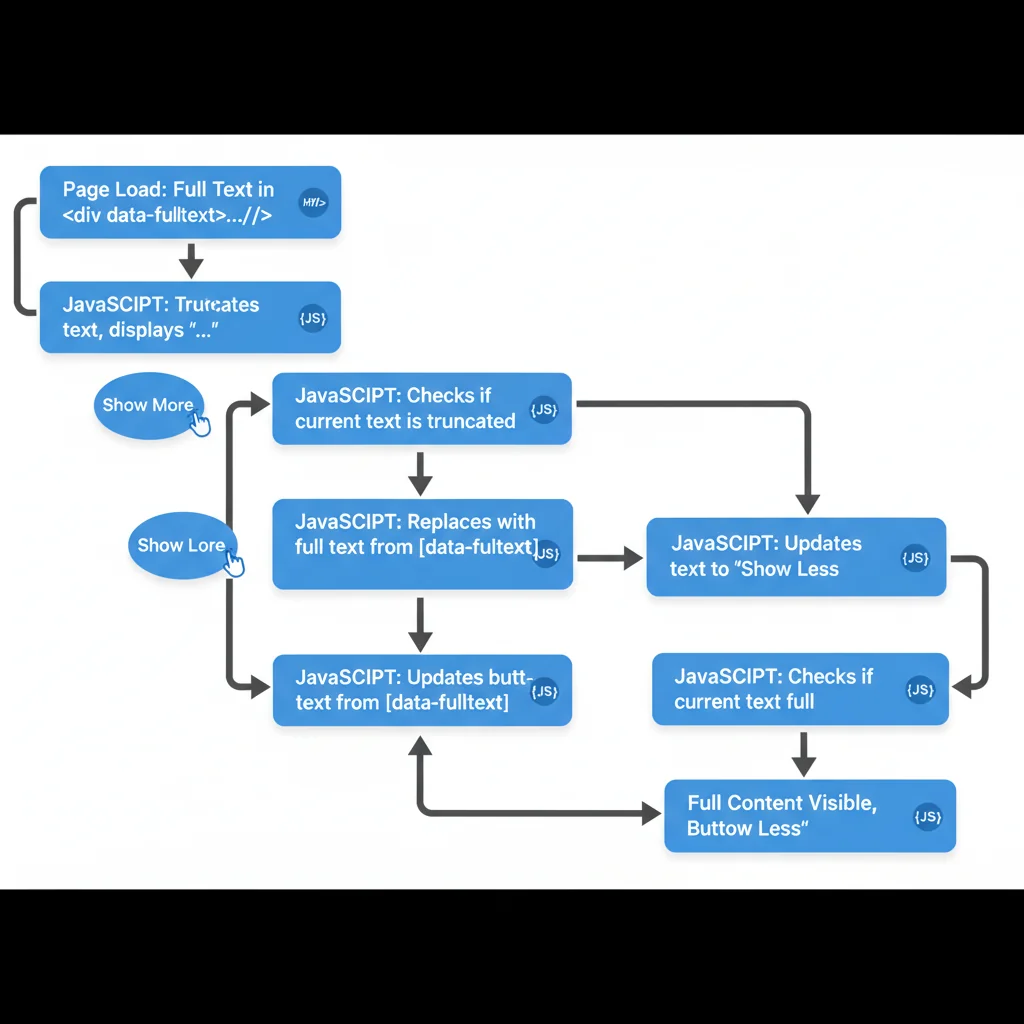 Page Load: Full Text in
<div data-fulltext>...//>
JavaSCIPT: Truncates
text, displays "..."
{JS}
Show More
JavaSCIPT: Checks if
current text is truncated
{JS}
JavaSCIPT: Replaces with
full text from [data-fultext]
JS}
Show Lore
JavaSCIPT: Updates text to "Show Less
{JS}
JavaSCIPT: Updates butt-
text from [data-fulltext]
{JS}
JavaSCIPT: Checks if
current text full
{JS}
Full Content Visible,
Buttow Less"
{JS}